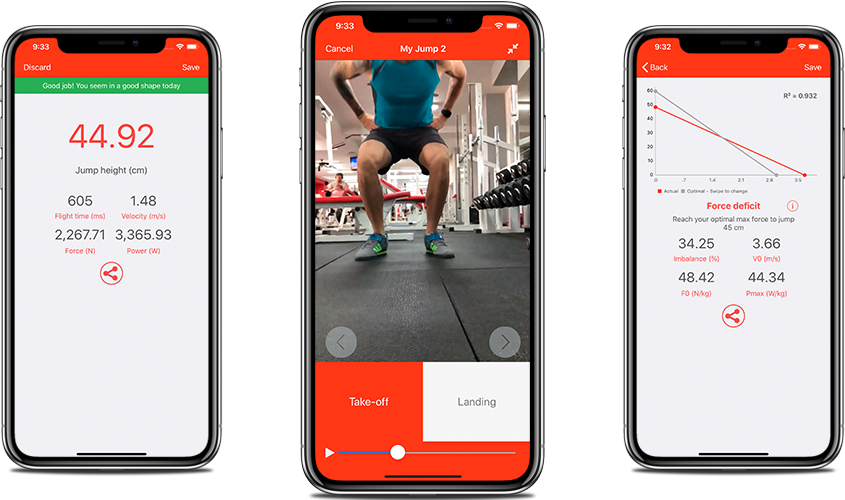 9:33
Discard
Save
Good job! You seem in a good shape today
44.92
Jump height (cm)
605
1.48
Flight time (ms)
Velocity (m/s)
2,267.71
3,365.93
Force (N)
Power (W)
9:33
Cancel
My Jump 2
Take-off
Landing
9:32
Back
Save
60
R² = 0.932
50
40
30
20
10
0
.0
.7
1.4
2.1
2.8
3.5
Actual
Optimal - Swipe to change
Force deficit
Reach your optimal max force to jump
45 cm
34.25
3.66
Imbalance (%)
V0 (m/s)
48.42
44.34
F0 (N/kg)
Pmax (W/kg)